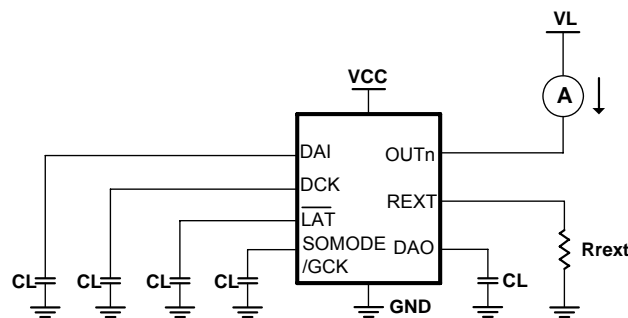 VL
VCC
A
DAI
OUTn
DCK
REXT
LAT
SOMODE
/GCK
DAO
Rrext
CL
CL
CL
CL
CL
GND